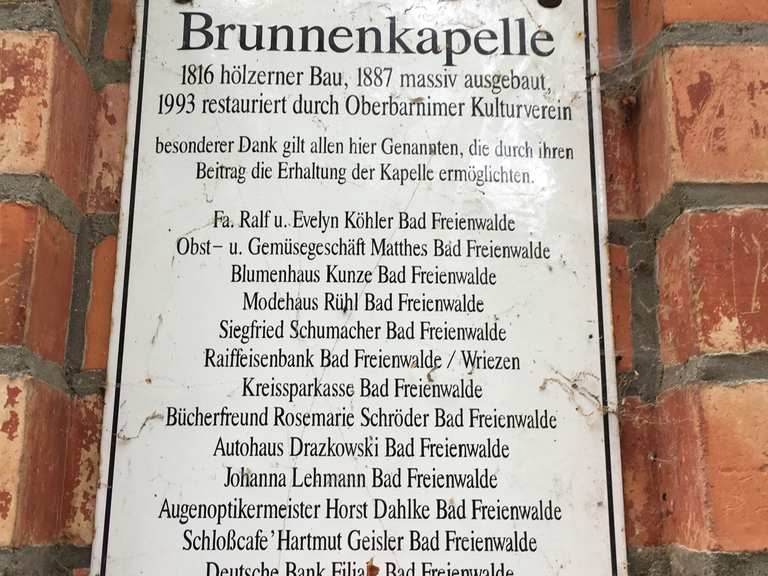 Brunnenkapelle
1816 hölzerner Bau, 1887 massiv ausgebaut,
1993 restauriert durch Oberbarnimer Kulturverein
besonderer Dank gilt allen hier Genannten, die durch ihren
Beitrag die Erhaltung der Kapelle ermöglichten.
Fa. Ralf u. Evelyn Köhler Bad Freienwalde
Obst- u. Gemüsegeschäft Matthes Bad Freienwalde
Blumenhaus Kunze Bad Freienwalde
Modehaus Rühl Bad Freienwalde
Siegfried Schumacher Bad Freienwalde
Raiffeisenbank Bad Freienwalde / Wriezen
Kreissparkasse Bad Freienwalde
Bücherfreund Rosemarie Schröder Bad Freienwalde
Autohaus Drazkowski Bad Freienwalde
Johanna Lehmann Bad Freienwalde
Augenoptikermeister Horst Dahlke Bad Freienwalde
Schloßcafe' Hartmut Geisler Bad Freienwalde
Deutsche Bank Filiale Bad Freienwalde